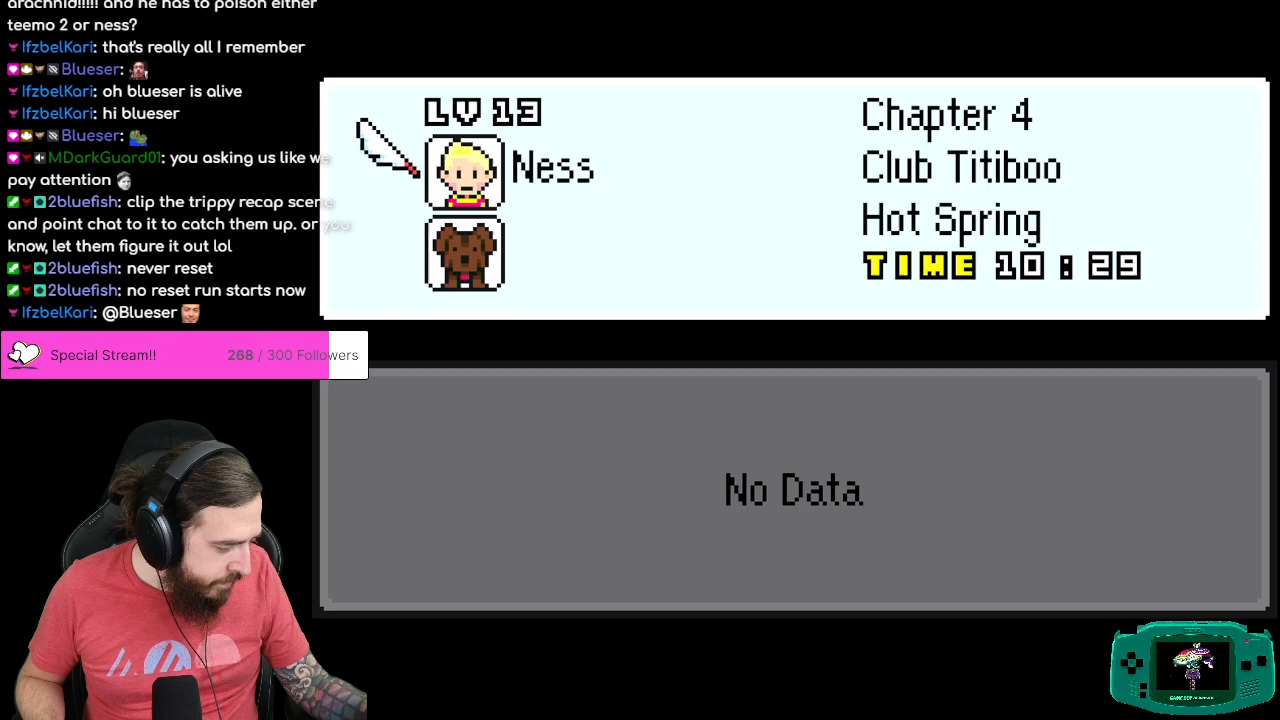 arachnid!!!!! and he has to poison either
teemo 2 or ness?
IfzbelKari: that's really all I remember
Blueser:
IfzbelKari: oh blueser is alive
IfzbelKari: hi blueser
Blueser:
MDarkGuard01: you asking us like we
pay attention
2bluefish: clip the trippy recap scene
and point chat to it to catch them up. or you
know, let them figure it out lol
2bluefish: never reset
2bluefish: no reset run starts now
IfzbelKari: @Blueser
Special Stream!! 268 / 300 Followers
LV 13
Ness
Chapter 4
Club Titiboo
Hot Spring
TIME 10:29
No Data